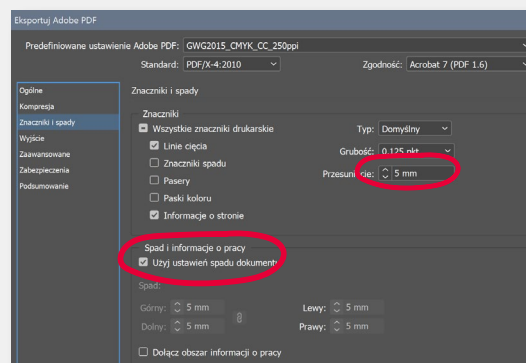 Eksportuj Adobe PDF
Predefiniowane ustawienie Adobe PDF: GWG2015_CMYK_CC_250ppi
Standard: PDF/X-4:2010 Zgodność: Acrobat 7 (PDF 1.6)
Ogólne
Kompresja
Znaczniki i spady
Wyjście
Zaawansowane
Zabezpieczenia
Podsumowanie
Znaczniki i spady
Znaczniki
Wszystkie znaczniki drukarskie Typ: Domyślny
Linie cięcia Grubość: 0,125 pkt
Znaczniki spadu Przesunięcie: 5 mm
Pasery
Paski koloru
Informacje o stronie
Spad i informacje o pracy
Użyj ustawień spadu dokumentu
Spad:
Górny: 5 mm Lewy: 5 mm
Dolny: 5 mm Prawy: 5 mm
Dołącz obszar informacji o pracy